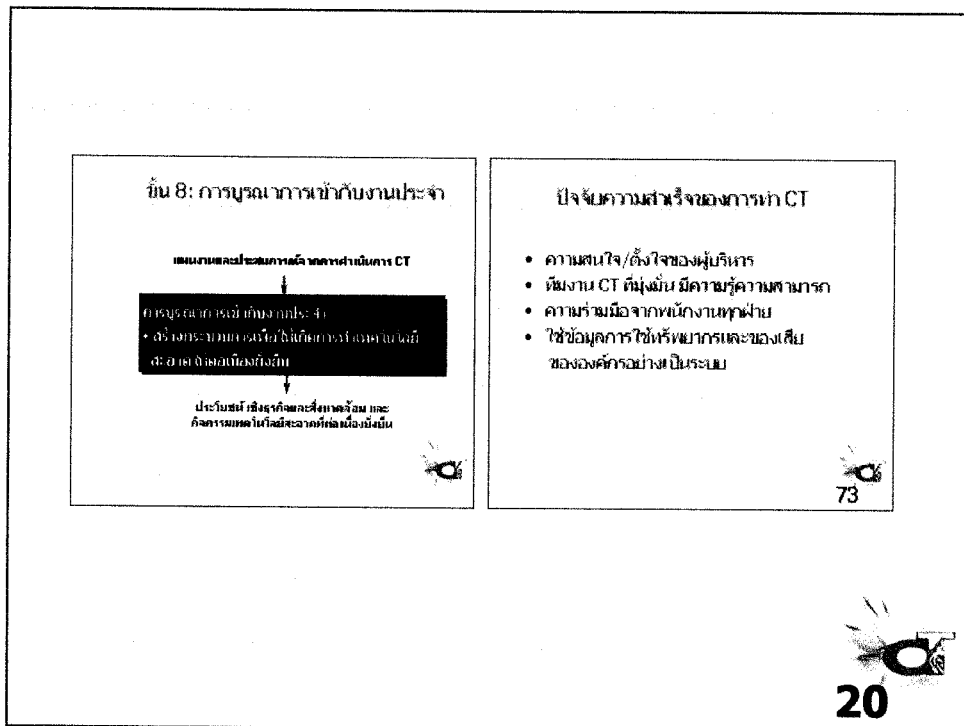 ขั้น 8: การบูรณาการเข้ากับงานประจำ
แผนงานและประสบการณ์จากการดำเนินการ CT
การบูรณาการเข้ากับงานประจำ
• สร้างกระบวนการเพื่อให้เกิดการทำเทคโนโลยี
สะอาดให้ต่อเนื่องยั่งยืน
ประโยชน์เชิงธุรกิจและสิ่งแวดล้อม และ
กิจกรรมเทคโนโลยีสะอาดที่ต่อเนื่องยั่งยืน
ปัจจัยความสำเร็จของการทำ CT
• ความสนใจ/ตั้งใจของผู้บริหาร
• ทีมงาน CT ที่มุ่งมั่น มีความรู้ความสามารถ
• ความร่วมมือจากพนักงานทุกฝ่าย
• ใช้ข้อมูลการใช้ทรัพยากรและของเสีย
ขององค์กรอย่างเป็นระบบ
73
20